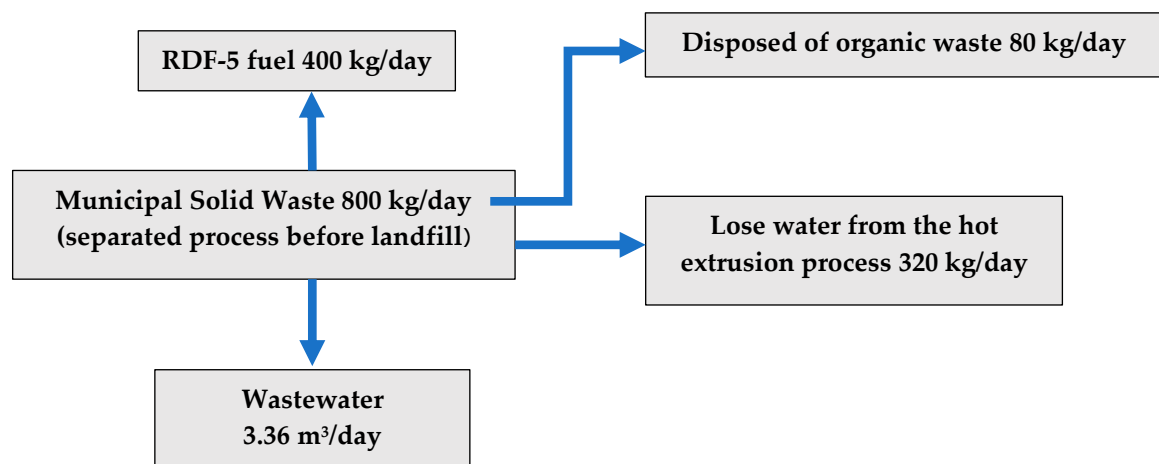 RDF-5 fuel 400 kg/day
Disposed of organic waste 80 kg/day
Municipal Solid Waste 800 kg/day
(separated process before landfill)
Lose water from the hot
extrusion process 320 kg/day
Wastewater
3.36 m³/day